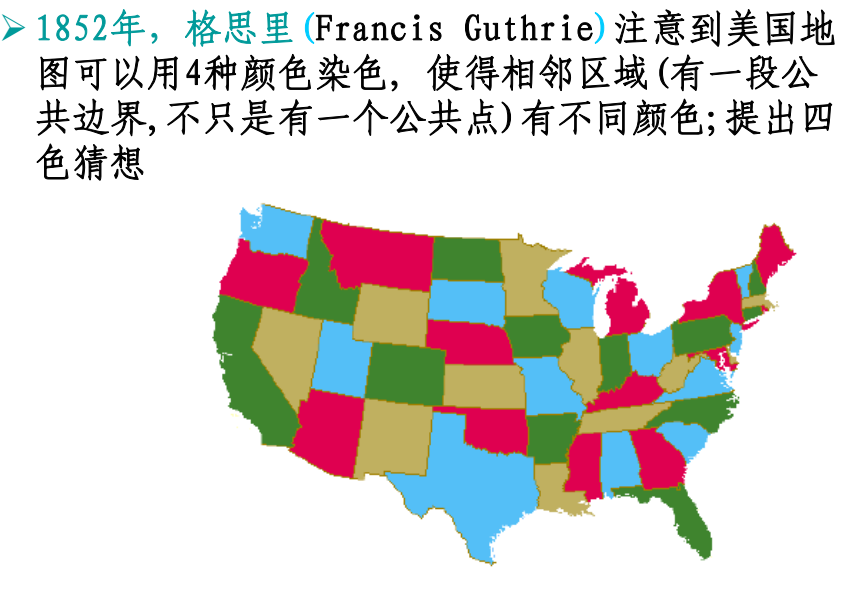 1852年，格思里(Francis Guthrie)注意到美国地
图可以用4种颜色染色，使得相邻区域(有一段公
共边界,不只是有一个公共点)有不同颜色;提出四
色猜想